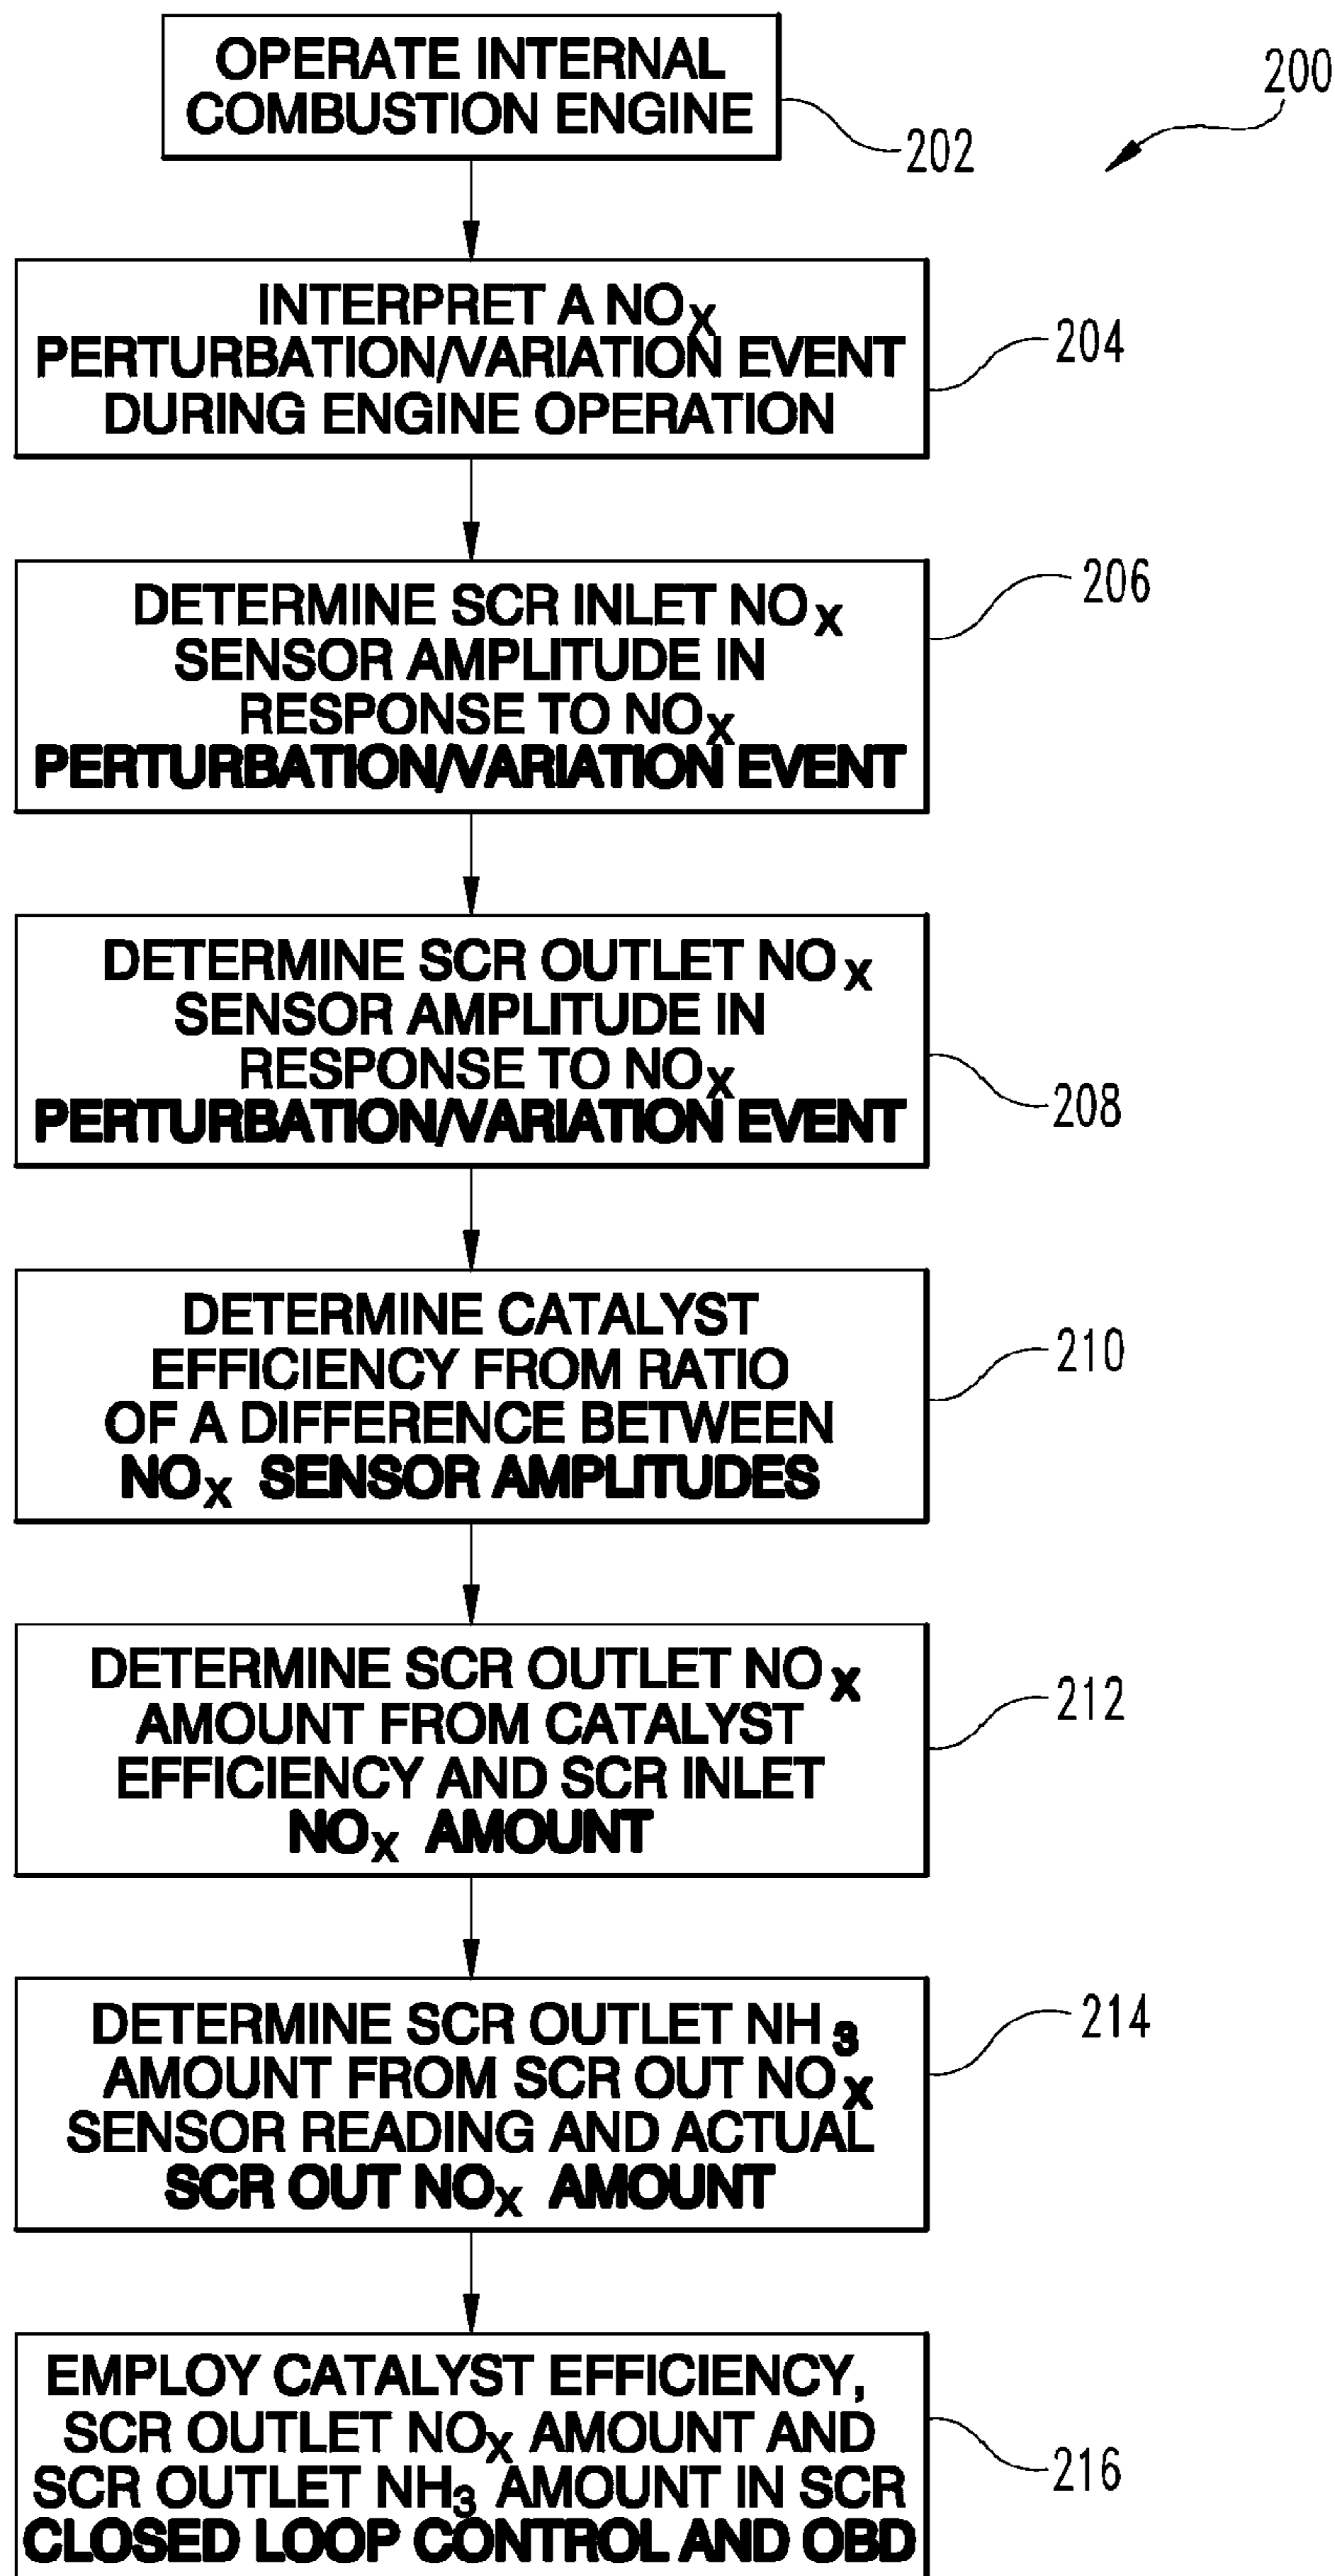 OPERATE INTERNAL
COMBUSTION ENGINE
200
202
INTERPRET A NOX
PERTURBATION/VARIATION EVENT
DURING ENGINE OPERATION
204
DETERMINE SCR INLET NOX
SENSOR AMPLITUDE IN
RESPONSE TO NOX
PERTURBATION/VARIATION EVENT
206
DETERMINE SCR OUTLET NOX
SENSOR AMPLITUDE IN
RESPONSE TO NOX
PERTURBATION/VARIATION EVENT
208
DETERMINE CATALYST
EFFICIENCY FROM RATIO
OF A DIFFERENCE BETWEEN
NOX SENSOR AMPLITUDES
210
DETERMINE SCR OUTLET NOX
AMOUNT FROM CATALYST
EFFICIENCY AND SCR INLET
NOX AMOUNT
212
DETERMINE SCR OUTLET NH3
AMOUNT FROM SCR OUT NOX
SENSOR READING AND ACTUAL
SCR OUT NOX AMOUNT
214
EMPLOY CATALYST EFFICIENCY,
SCR OUTLET NOX AMOUNT AND
SCR OUTLET NH3 AMOUNT IN SCR
CLOSED LOOP CONTROL AND OBD
216